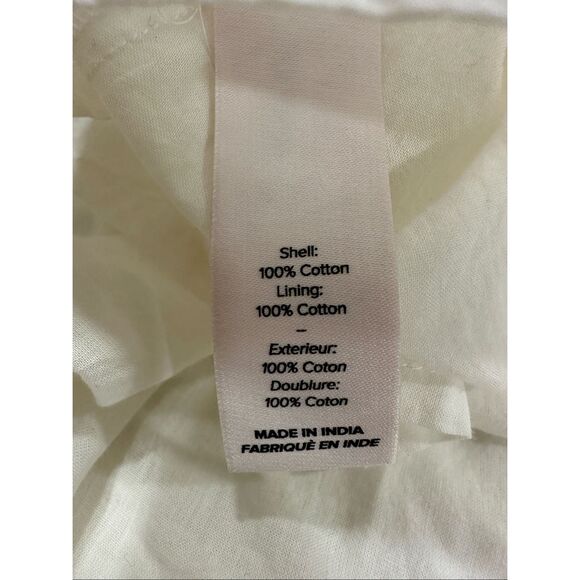 Shell:
100% Cotton
Lining:
100% Cotton
–
Exterieur:
100% Coton
Doublure:
100% Coton
MADE IN INDIA
FABRIQUÈ EN INDE